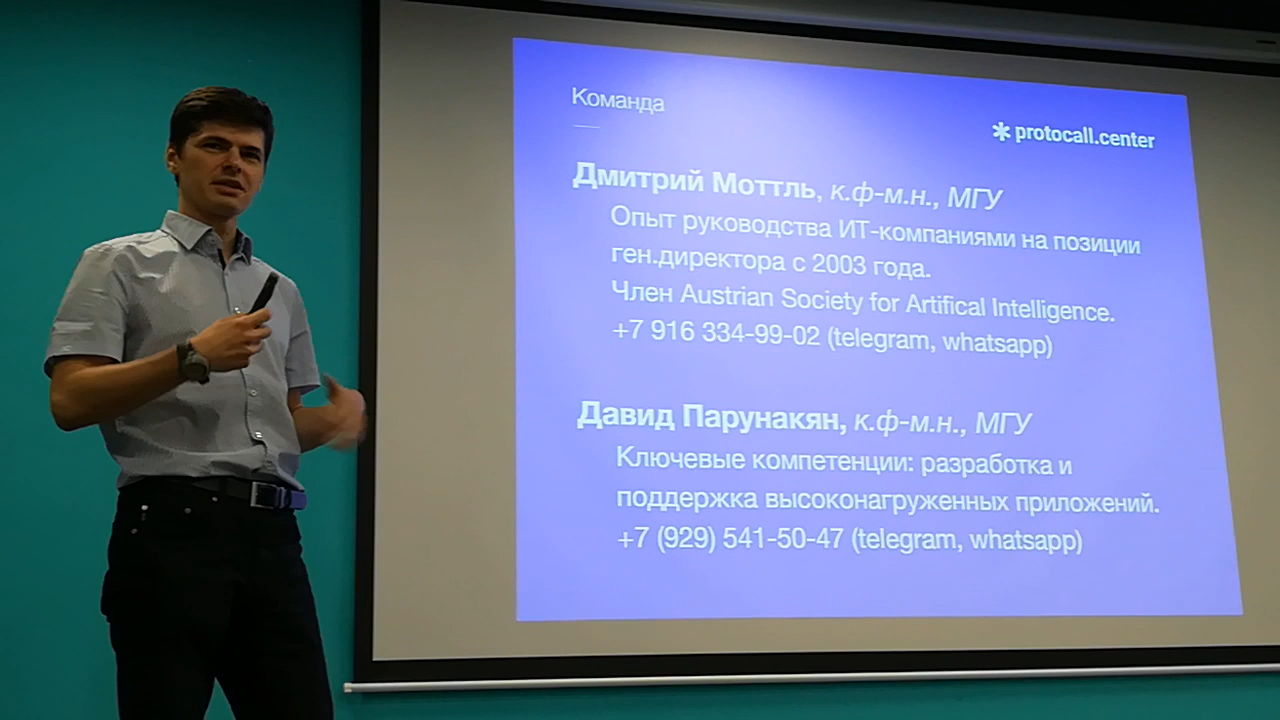 Команда
protocall.center
Дмитрий Моттль, к.ф-м.н., МГУ
Опыт руководства ИТ-компаниями на позиции
ген.директора с 2003 года.
Член Austrian Society for Artifical Intelligence.
+7 916 334-99-02 (telegram, whatsapp)
Давид Парунакян, к.ф-м.н., МГУ
Ключевые компетенции: разработка и
поддержка высоконагруженных приложений.
+7 (929) 541-50-47 (telegram, whatsapp)